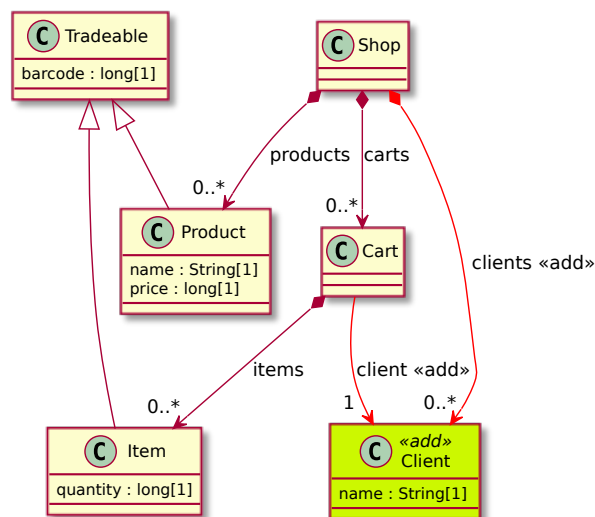 C Tradeable
barcode : long[1]
C Shop
products
carts
0..*
0..*
clients «add»
C Product
name : String[1]
price : long[1]
C Cart
items
client «add»
0..*
1
0..*
C Item
quantity : long[1]
«add»
C Client
name : String[1]